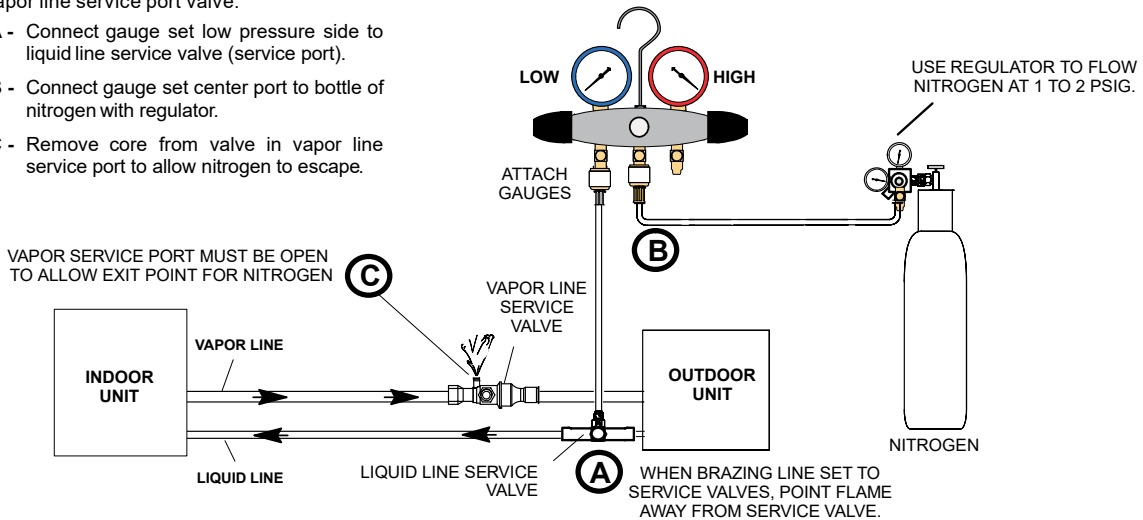 line service port valve.
Connect gauge set low pressure side to
liquid line service valve (service port).
Connect gauge set center port to bottle of
nitrogen with regulator.
Remove core from valve in vapor line
service port to allow nitrogen to escape.
LOW
HIGH
USE REGULATOR TO FLOW
NITROGEN AT 1 TO 2 PSIG.
ATTACH
GAUGES
B
VAPOR SERVICE PORT MUST BE OPEN
TO ALLOW EXIT POINT FOR NITROGEN
C
VAPOR LINE
SERVICE
VALVE
VAPOR LINE
INDOOR
UNIT
OUTDOOR
UNIT
LIQUID LINE
LIQUID LINE SERVICE
VALVE
A
WHEN BRAZING LINE SET TO
SERVICE VALVES, POINT FLAME
AWAY FROM SERVICE VALVE.
NITROGEN